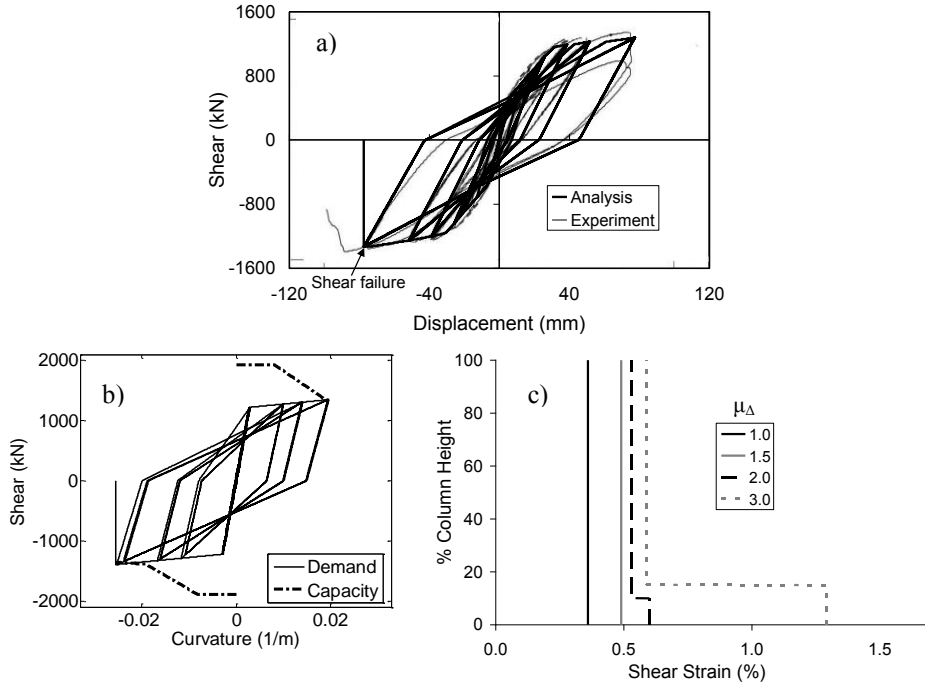 a)
1600
800
0
-800
-1600
Shear (kN)
Analysis
Experiment
Shear failure
-120
-40
40
120
Displacement (mm)
b)
2000
1000
0
-1000
-2000
Shear (kN)
Demand
Capacity
-0.02
0
0.02
Curvature (1/m)
c)
100
80
60
40
20
0
% Column Height
μΔ
1.0
1.5
2.0
3.0
0.0
0.5
1.0
1.5
Shear Strain (%)